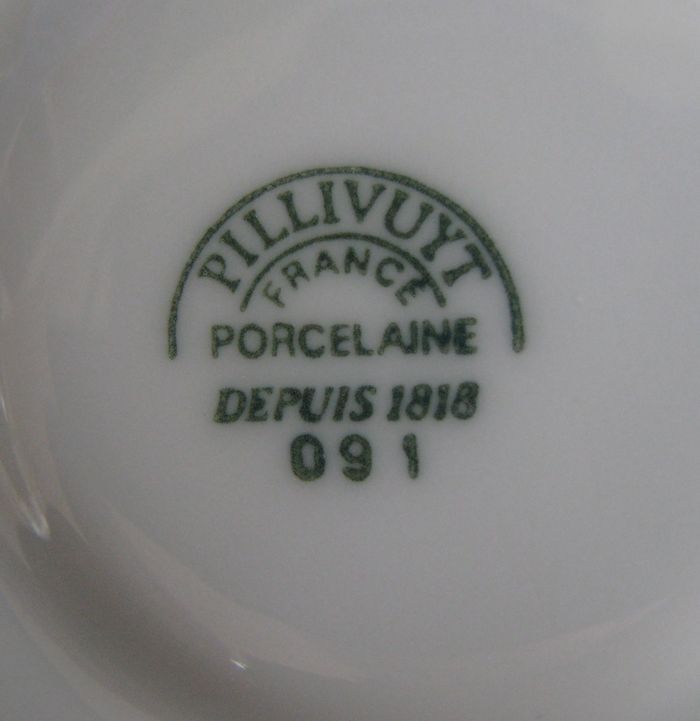 PILLIVUYT
FRANCE
PORCELAINE
DEPUIS 1818
091